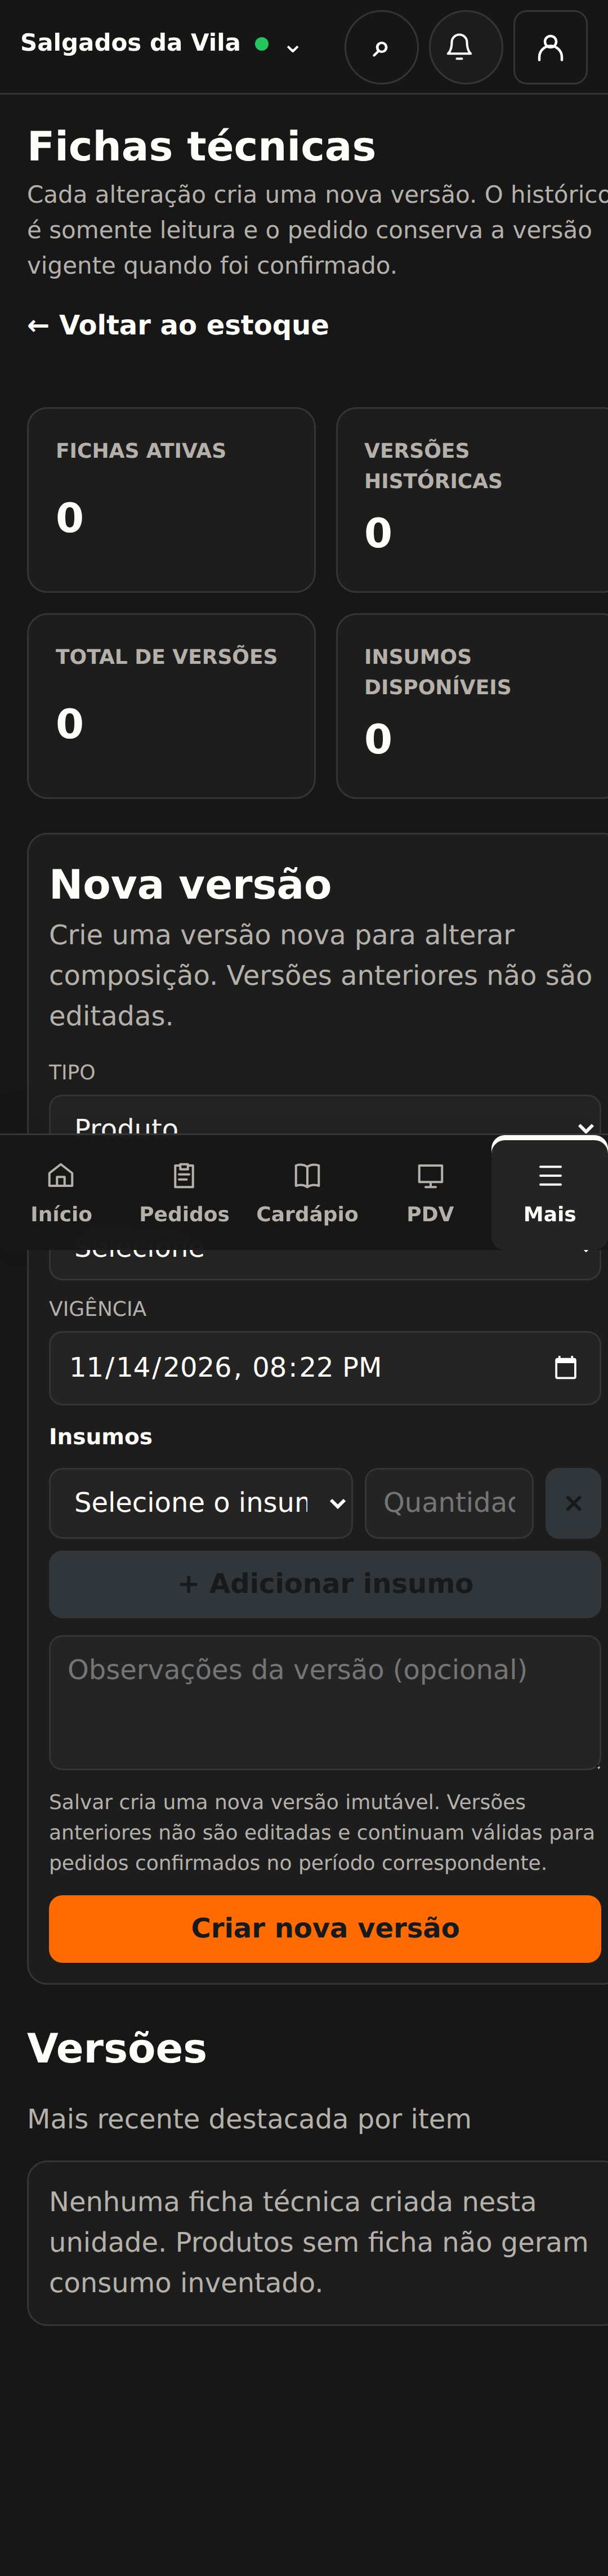 Salgados da Vila
Fichas técnicas
Cada alteração cria uma nova versão. O histórico
é somente leitura e o pedido conserva a versão
vigente quando foi confirmado.
← Voltar ao estoque
FICHAS ATIVAS
0
VERSÕES
HISTÓRICAS
0
TOTAL DE VERSÕES
0
INSUMOS
DISPONÍVEIS
0
Nova versão
Crie uma versão nova para alterar
composição. Versões anteriores não são
editadas.
TIPO
Produto
Início
Pedidos
Cardápio
PDV
Mais
Selecione
VIGÊNCIA
11/14/2026, 08:22 PM
Insumos
Selecione o insun
Quantidad
×
+ Adicionar insumo
Observações da versão (opcional)
Salvar cria uma nova versão imutável. Versões
anteriores não são editadas e continuam válidas para
pedidos confirmados no período correspondente.
Criar nova versão
Versões
Mais recente destacada por item
Nenhuma ficha técnica criada nesta
unidade. Produtos sem ficha não geram
consumo inventado.